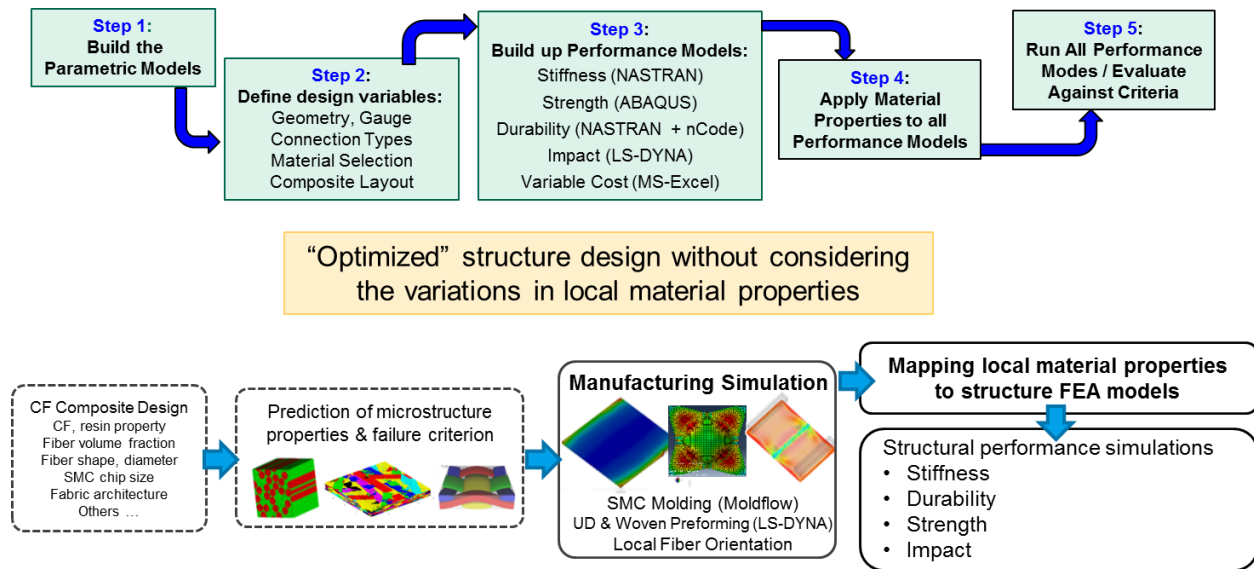 Step 1:
Build the
Parametric Models
Step 2:
Define design variables:
Geometry, Gauge
Connection Types
Material Selection
Composite Layout
Step 3:
Build up Performance Models:
Stiffness (NASTRAN)
Strength (ABAQUS)
Durability (NASTRAN + nCode)
Impact (LS-DYNA)
Variable Cost (MS-Excel)
Step 4:
Apply Material
Properties to all
Performance Models
Step 5:
Run All Performance
Modes / Evaluate
Against Criteria
“Optimized” structure design without considering
the variations in local material properties
CF Composite Design
CF, resin property
Fiber volume fraction
Fiber shape, diameter
SMC chip size
Fabric architecture
Others …
Prediction of microstructure
properties & failure criterion
Manufacturing Simulation
SMC Molding (Moldflow)
UD & Woven Preforming (LS-DYNA)
Local Fiber Orientation
Mapping local material properties
to structure FEA models
Structural performance simulations
• Stiffness
• Durability
• Strength
• Impact